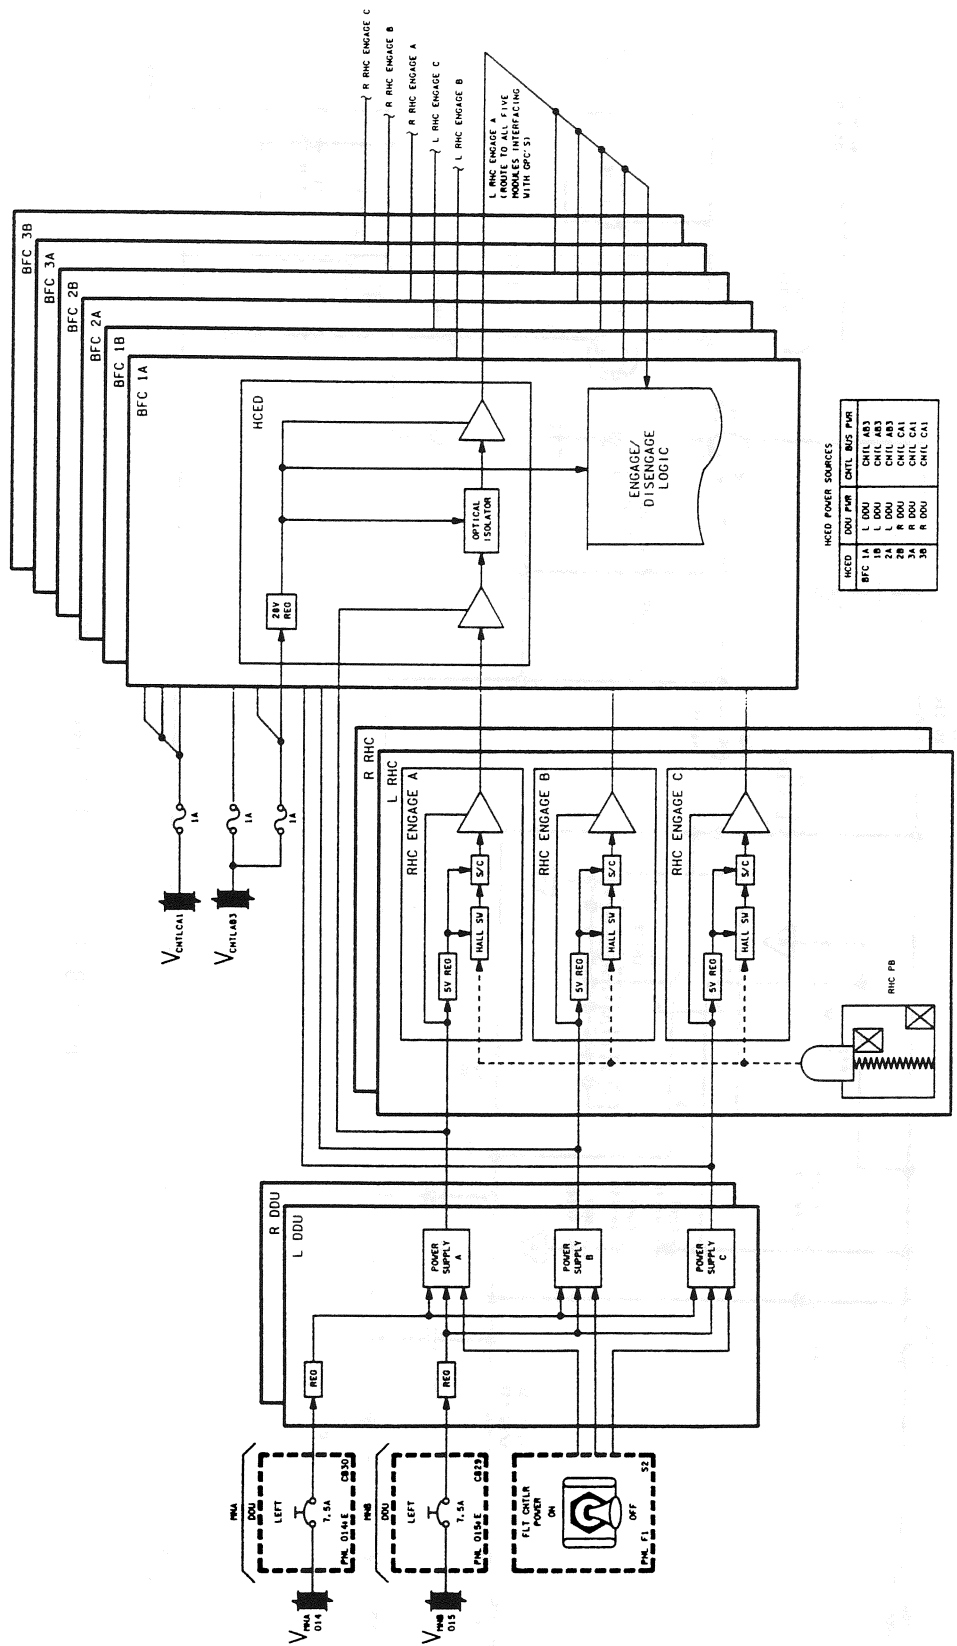 R RHC ENGAGE C
R RHC ENGAGE B
R RHC ENGAGE A
L RHC ENGAGE C
L RHC ENGAGE B
L RHC ENGAGE A
(ROUTE TO ALL FIVE
MODULES INTERFACING
WITH GPC'S)
BFC 3B
BFC 3A
BFC 2B
BFC 2A
BFC 1B
BFC 1A
HCED
28V
REG
OPTICAL
ISOLATOR
ENGAGE/
DISENGAGE
LOGIC
HCED POWER SOURCES
HCED DDU PWR CNTL BUS PWR
BFC 1A L DDU CNTL AB3
1B L DDU CNTL AB3
2A L DDU CNTL AB3
2B R DDU CNTL CA1
3A R DDU CNTL CA1
3B R DDU CNTL CA1
VCNTLCA1
1A
VCNTLAB3
1A
1A
R RHC
L RHC
RHC ENGAGE A
5V REG
HALL SW
S/C
RHC ENGAGE B
5V REG
HALL SW
S/C
RHC ENGAGE C
5V REG
HALL SW
S/C
RHC PB
R DDU
L DDU
POWER
SUPPLY
A
POWER
SUPPLY
B
POWER
SUPPLY
C
REG
REG
MNA
DDU
LEFT
CB30
7.5A
PNL O14:E
VMNA
O14
MNB
DDU
LEFT
CB29
7.5A
PNL O15:E
VMNB
O15
FLT CNTLR
POWER
ON
OFF
PNL F1
S2